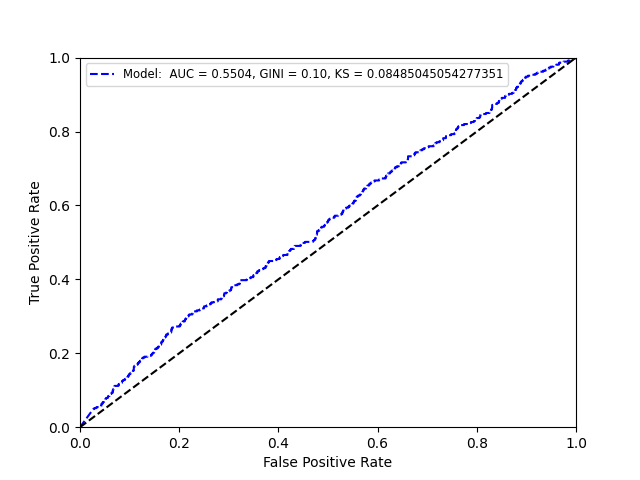 Model:  AUC = 0.5504, GINI = 0.10, KS = 0.08485045054277351
1.0
0.8
0.6
0.4
0.2
0.0
True Positive Rate
0.0 0.2 0.4 0.6 0.8 1.0
False Positive Rate